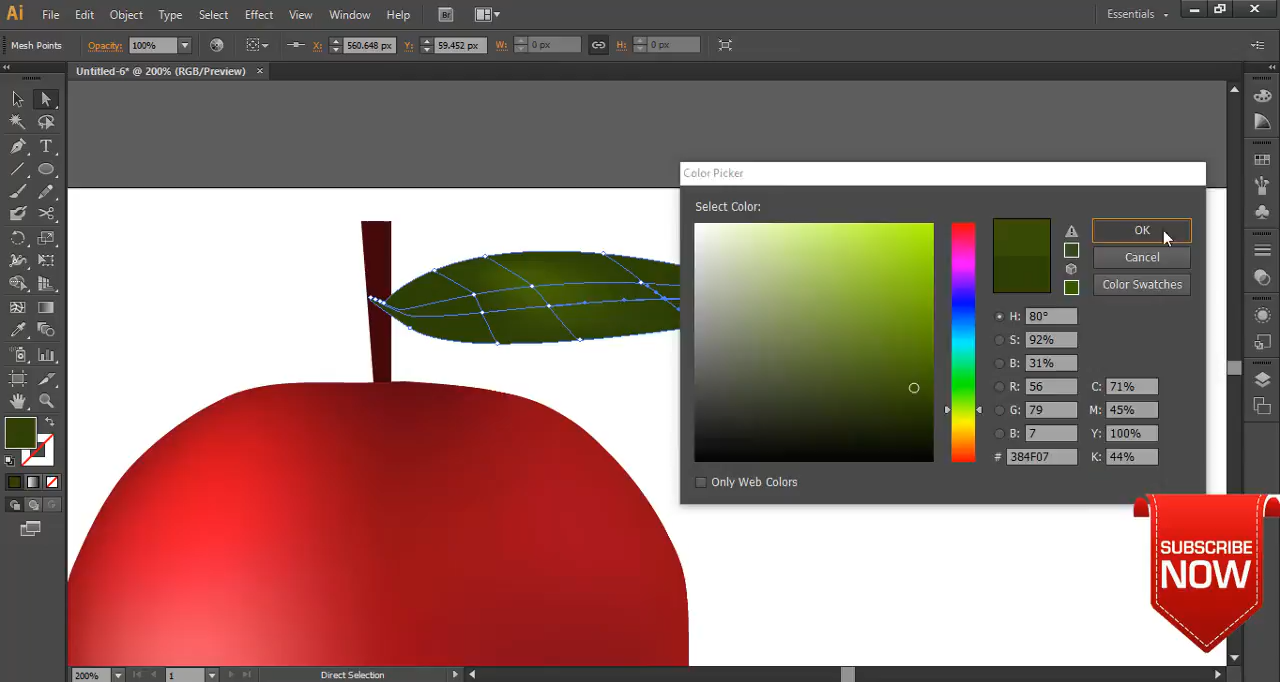 Ai File Edit Object Type Select Effect View Window Help Br Essentials
Mesh Points Opacity: 100% X: 560.648 px Y: 59.452 px W: 0 px H: 0 px
Untitled-6* @ 200% (RGB/Preview) ×
Color Picker
Select Color:
OK
Cancel
Color Swatches
H: 80°
S: 92%
B: 31%
R: 56 C: 71%
G: 79 M: 45%
B: 7 Y: 100%
# 384F07 K: 44%
Only Web Colors
SUBSCRIBE
NOW
200% 1 Direct Selection